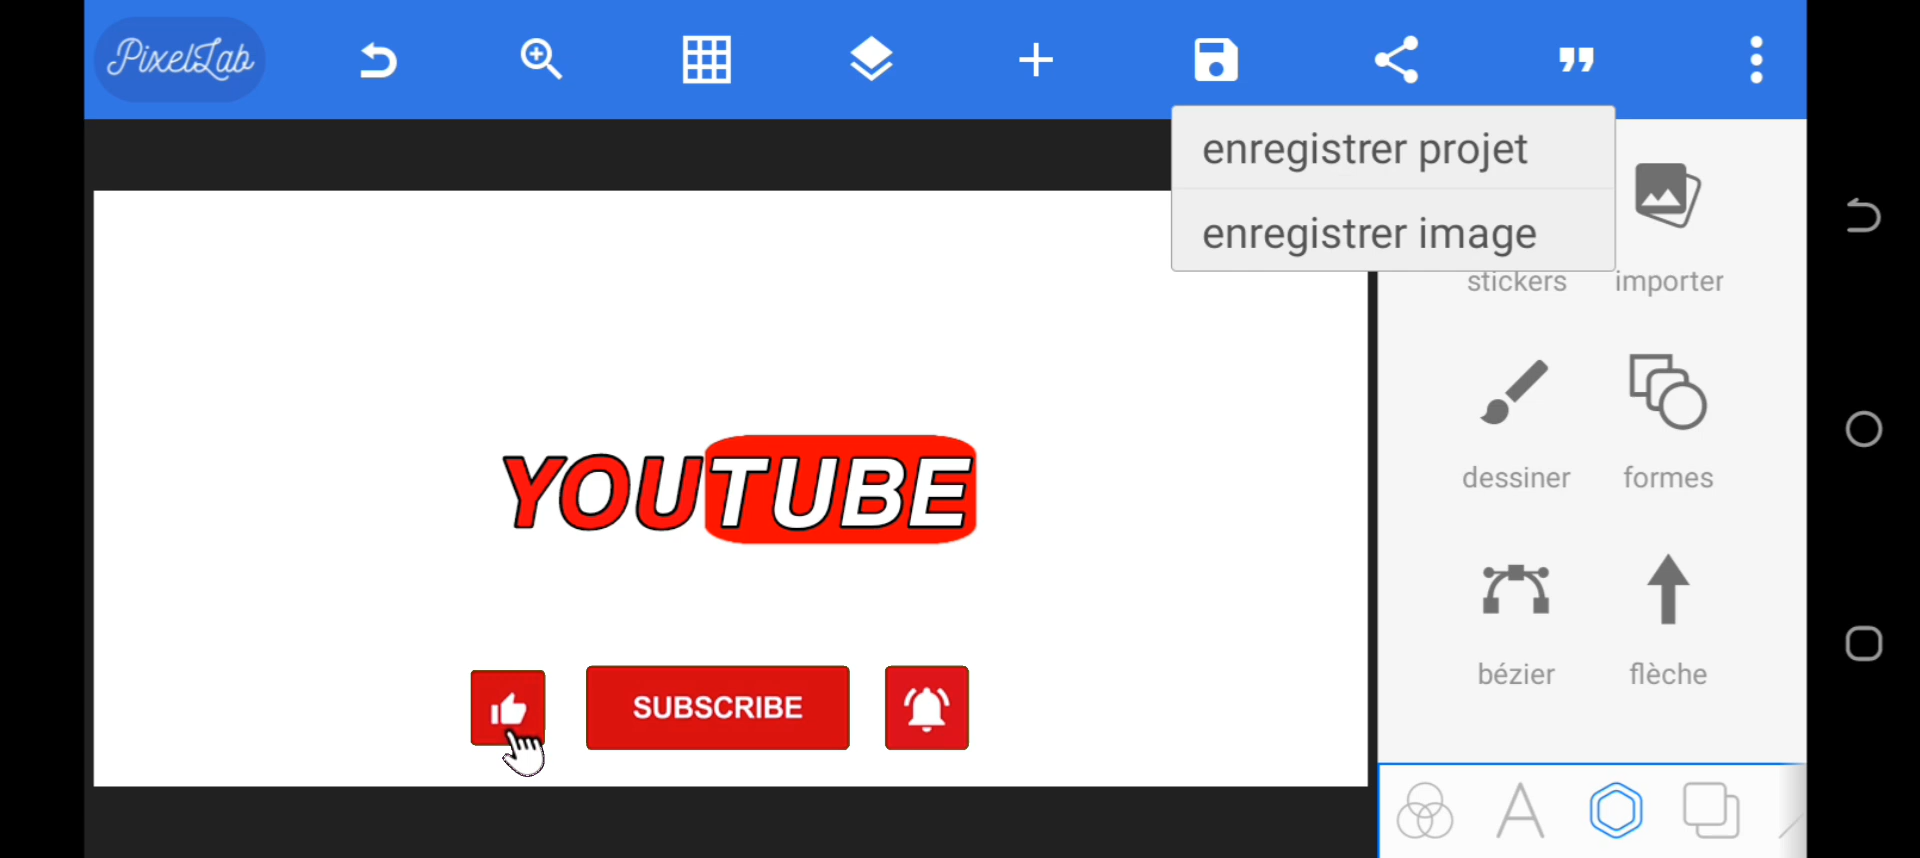 PixelLab
enregistrer projet
enregistrer image
stickers
importer
dessiner
formes
YOUTUBE
bézier
flèche
SUBSCRIBE